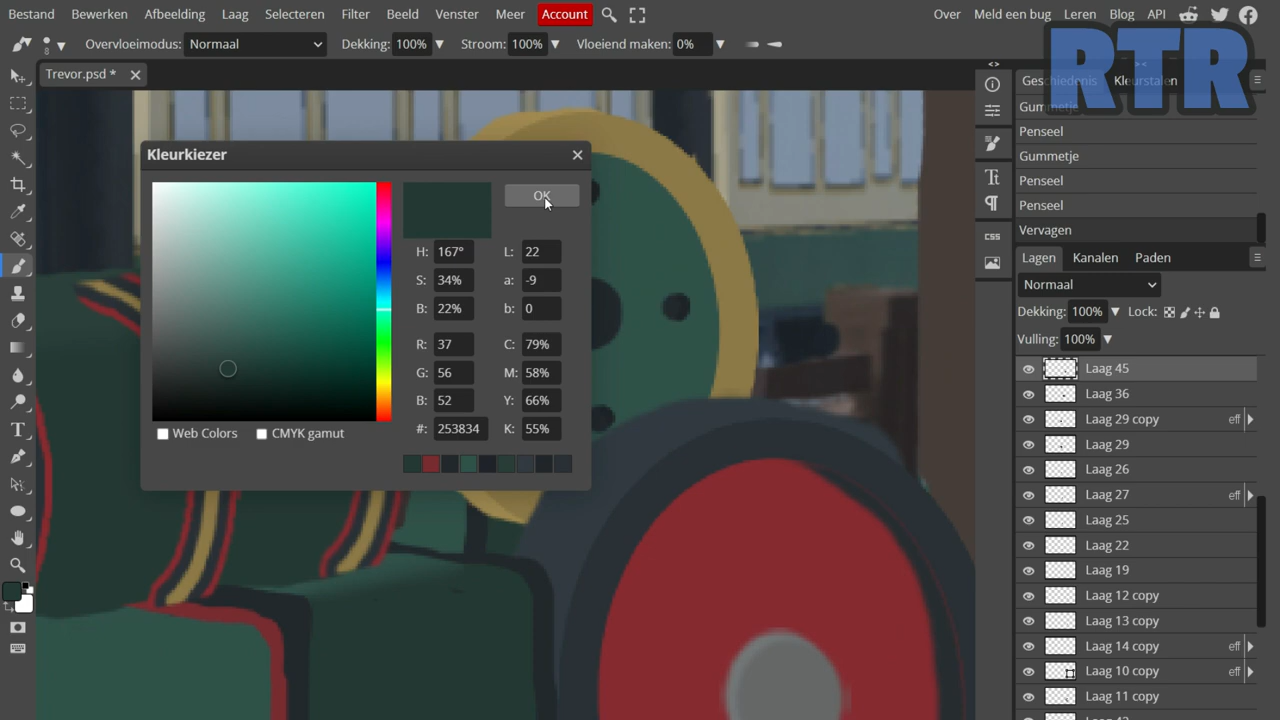 Bestand Bewerken Afbeelding Laag Selecteren Filter Beeld Venster Meer Account Over Meld een bug Leren Blog API
Overvloeimodus: Normaal Dekking: 100% Stroom: 100% Vloeiend maken: 0%
8
Trevor.psd *
RTR
Geschiedenis Kleurstalen
Gummetje
Penseel
Gummetje
Penseel
Penseel
Vervagen
Kleurkiezer
OK
H: 167° L: 22
S: 34% a: -9
B: 22% b: 0
R: 37 C: 79%
G: 56 M: 58%
B: 52 Y: 66%
#: 253834 K: 55%
Web Colors CMYK gamut
CSS
Lagen Kanalen Paden
Normaal
Dekking: 100% Lock:
Vulling: 100%
Laag 45
Laag 36
Laag 29 copy eff
Laag 29
Laag 26
Laag 27 eff
Laag 25
Laag 22
Laag 19
Laag 12 copy
Laag 13 copy
Laag 14 copy eff
Laag 10 copy eff
Laag 11 copy